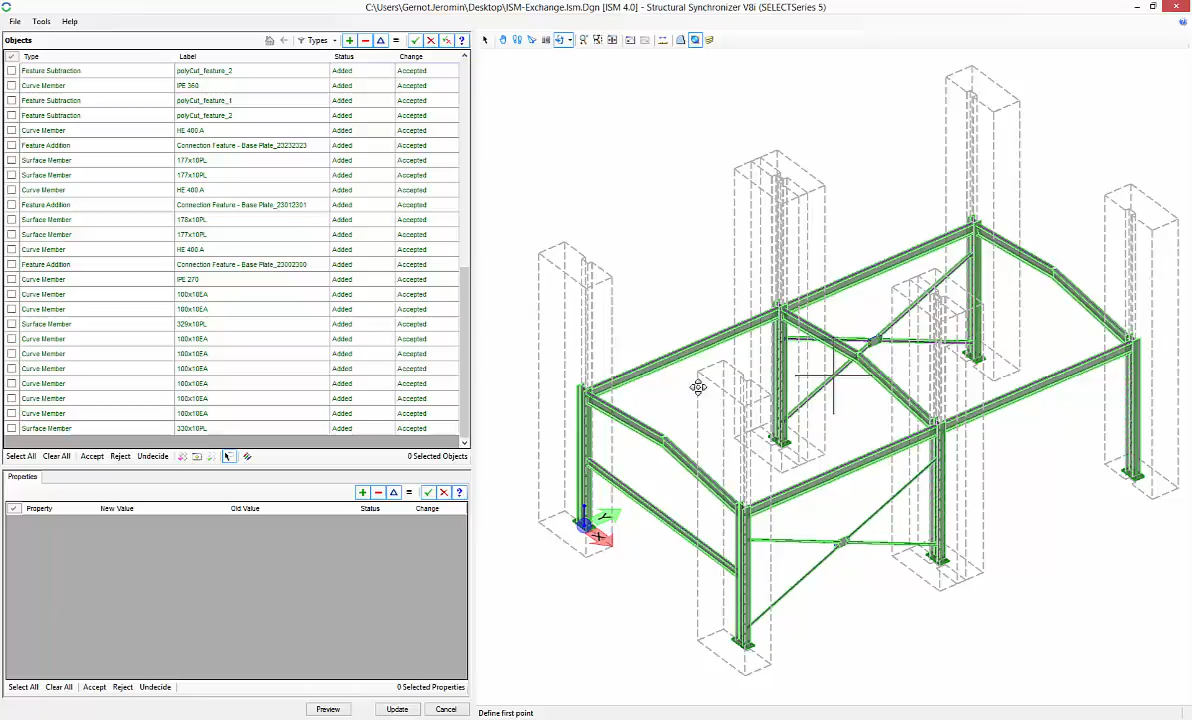 C:\Users\GernotJeromin\Desktop\ISM-Exchange.Ism.Dgn [ISM 4.0] - Structural Synchronizer V8i (SELECTSeries 5)
File Tools Help
Objects Types
Type Label Status Change
Feature Subtraction polyCut_feature_2 Added Accepted
Curve Member IPE 360 Added Accepted
Feature Subtraction polyCut_feature_1 Added Accepted
Feature Subtraction polyCut_feature_2 Added Accepted
Curve Member HE 400 A Added Accepted
Feature Addition Connection Feature - Base Plate_23232323 Added Accepted
Surface Member 177x10PL Added Accepted
Surface Member 177x10PL Added Accepted
Curve Member HE 400 A Added Accepted
Feature Addition Connection Feature - Base Plate_23012301 Added Accepted
Surface Member 178x10PL Added Accepted
Surface Member 177x10PL Added Accepted
Curve Member HE 400 A Added Accepted
Feature Addition Connection Feature - Base Plate_23002300 Added Accepted
Curve Member IPE 270 Added Accepted
Curve Member 100x10EA Added Accepted
Curve Member 100x10EA Added Accepted
Surface Member 329x10PL Added Accepted
Curve Member 100x10EA Added Accepted
Curve Member 100x10EA Added Accepted
Curve Member 100x10EA Added Accepted
Curve Member 100x10EA Added Accepted
Curve Member 100x10EA Added Accepted
Curve Member 100x10EA Added Accepted
Surface Member 330x10PL Added Accepted
Select All Clear All Accept Reject Undecide 0 Selected Objects
Properties
Property New Value Old Value Status Change
Select All Clear All Accept Reject Undecide 0 Selected Properties
Preview Update Cancel
Y
X
Define first point